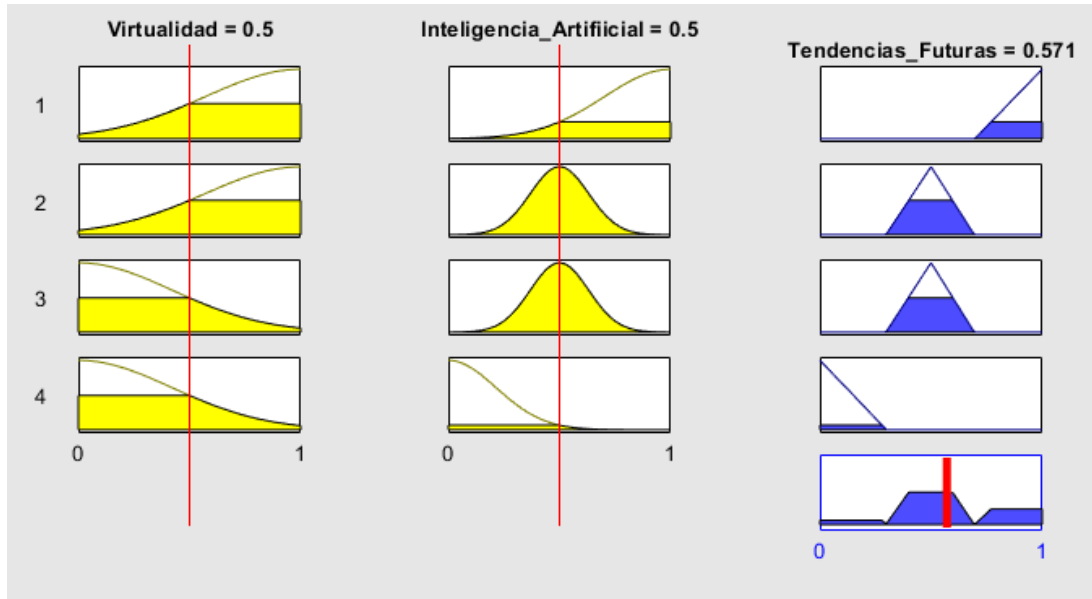 Virtualidad = 0.5
Inteligencia_Artifiicial = 0.5
Tendencias_Futuras = 0.571
1
2
3
4
0 1
0 1
0 1